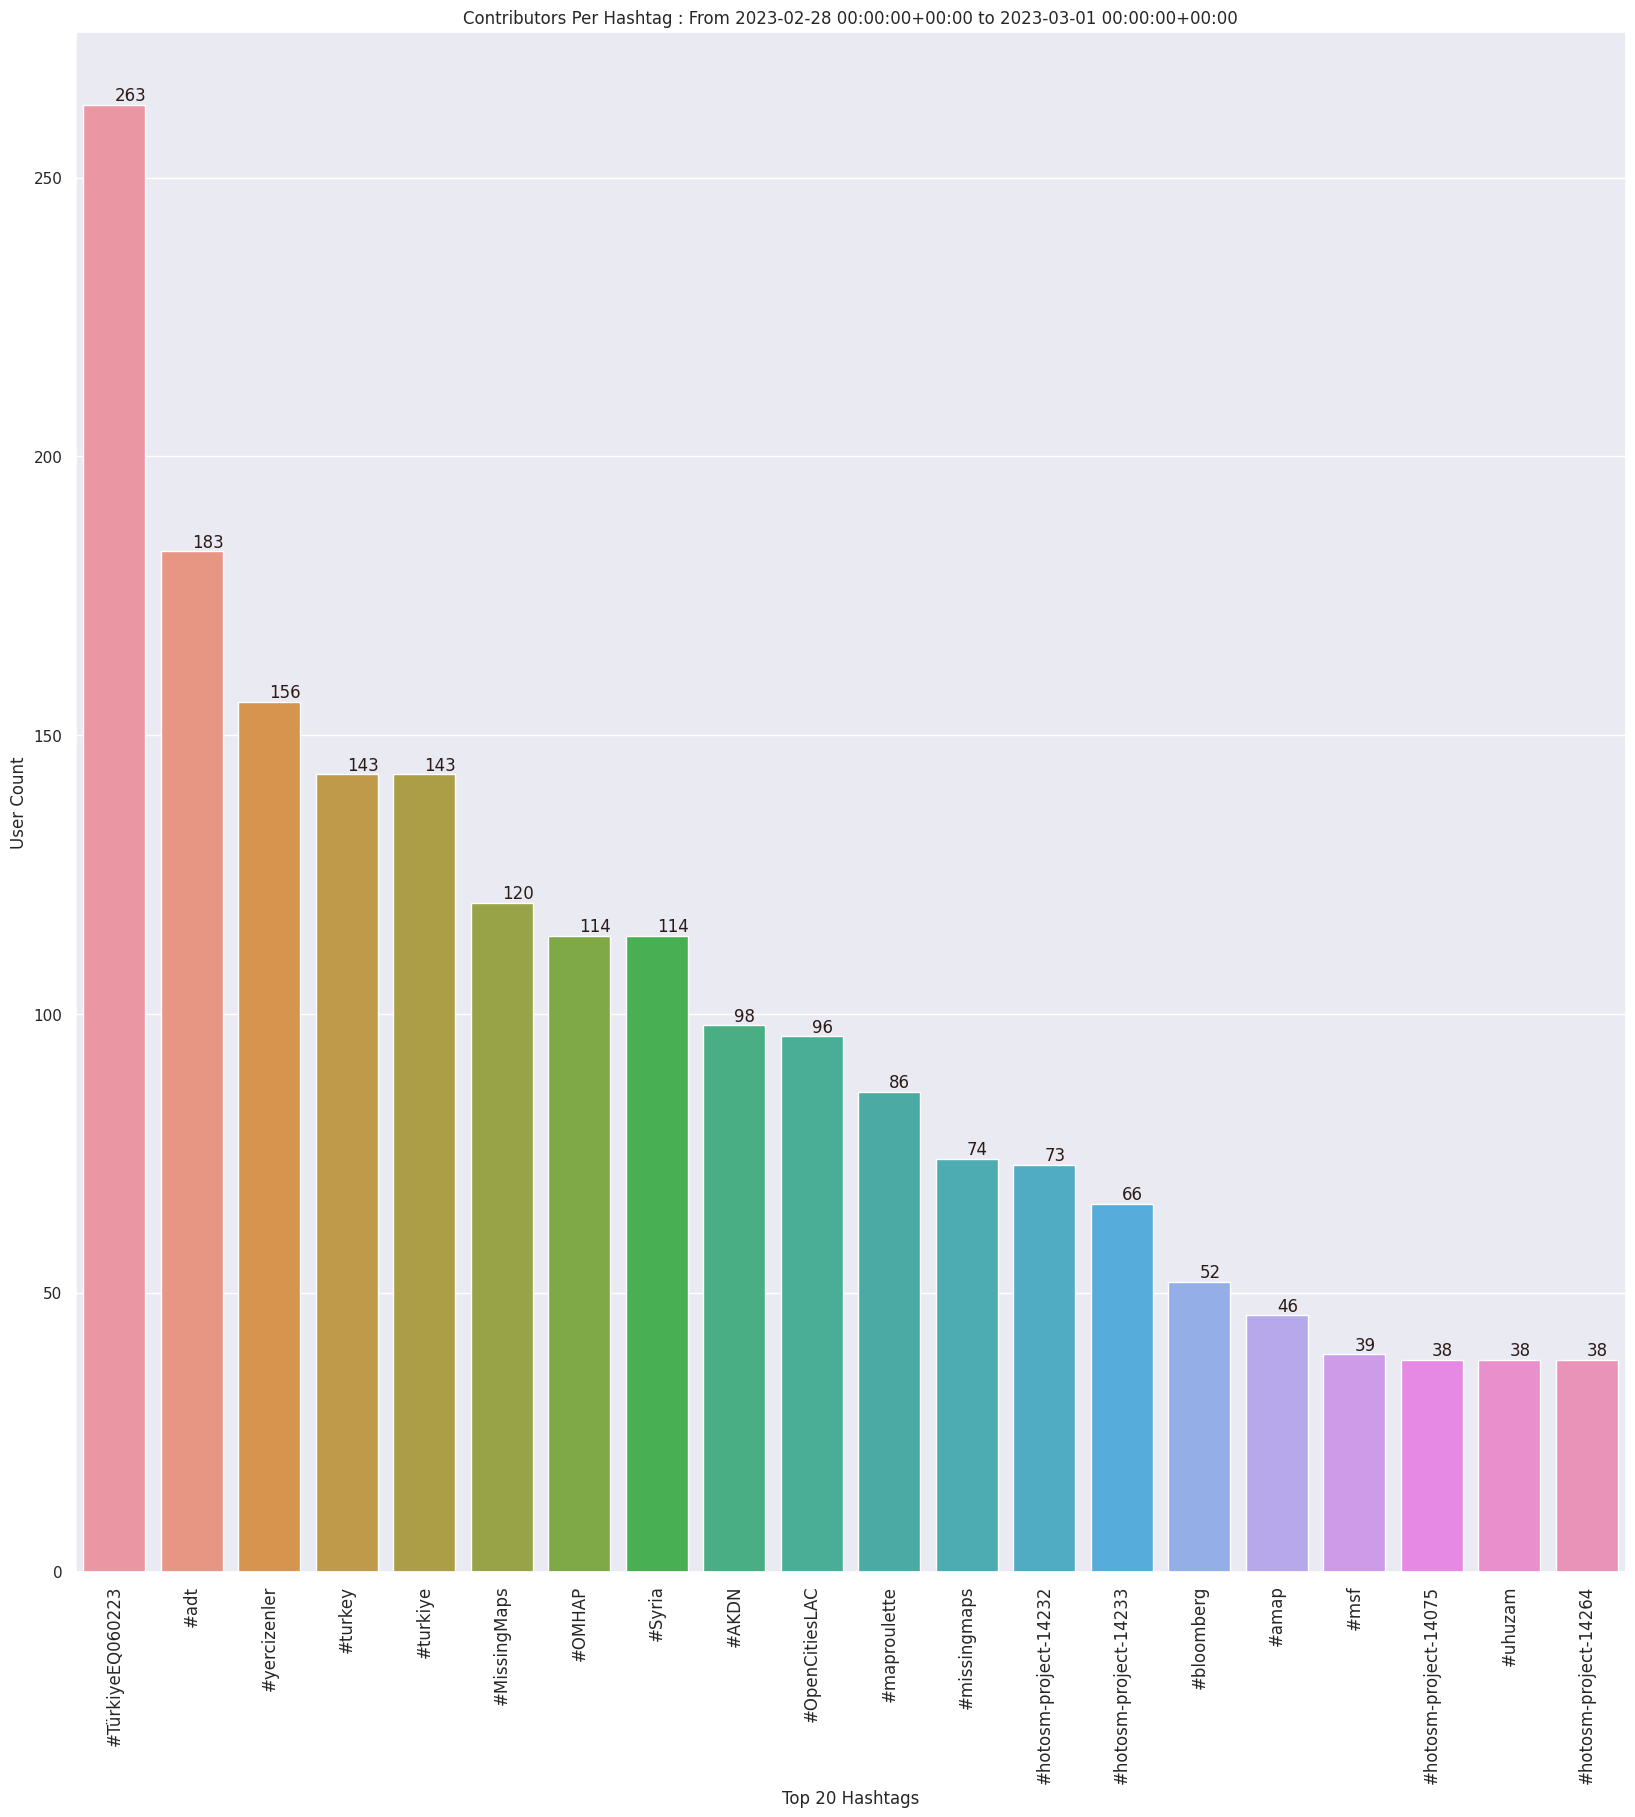 Contributors Per Hashtag : From 2023-02-28 00:00:00+00:00 to 2023-03-01 00:00:00+00:00
263
183
156
143
143
120
114
114
98
96
86
74
73
66
52
46
39
38
38
38
250
200
150
100
50
0
User Count
#TürkiyeEQ060223
#adt
#yercizenler
#turkey
#turkiye
#MissingMaps
#OMHAP
#Syria
#AKDN
#OpenCitiesLAC
#maproulette
#missingmaps
#hotosm-project-14232
#hotosm-project-14233
#bloomberg
#amap
#msf
#hotosm-project-14075
#uhuzam
#hotosm-project-14264
Top 20 Hashtags